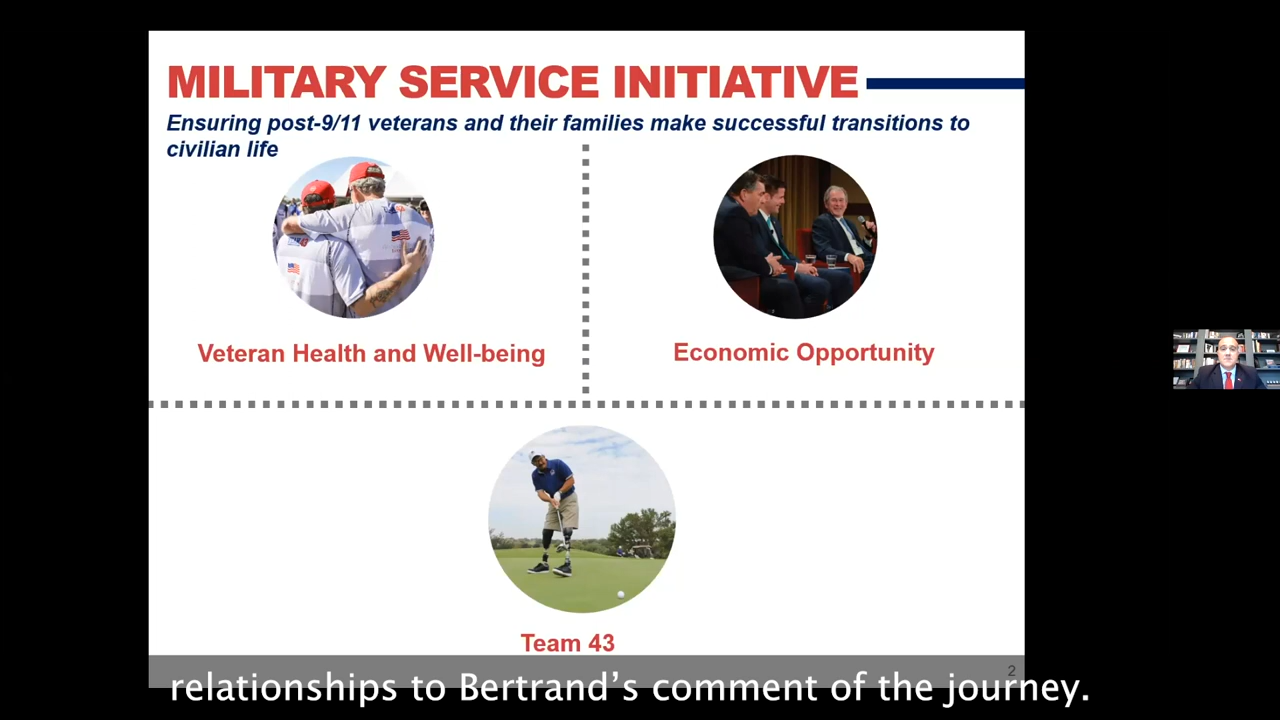 MILITARY SERVICE INITIATIVE
Ensuring post-9/11 veterans and their families make successful transitions to
civilian life
Veteran Health and Well-being
Economic Opportunity
Team 43
2
relationships to Bertrand's comment of the journey.